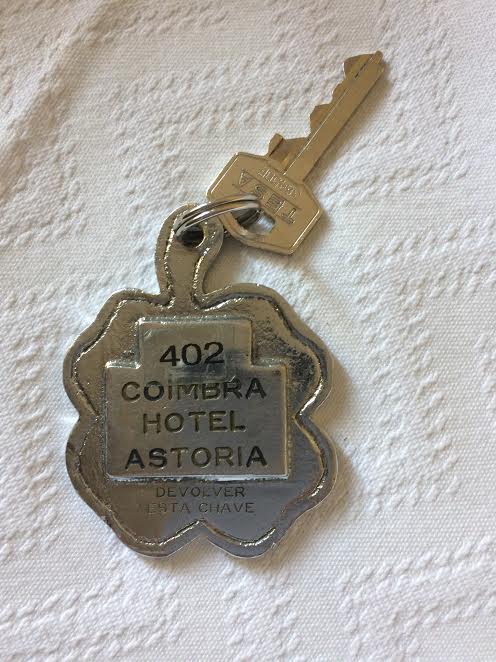 TESA
402
COIMBRA
HOTEL
ASTORIA
DEVOLVER
ESTA CHAVE